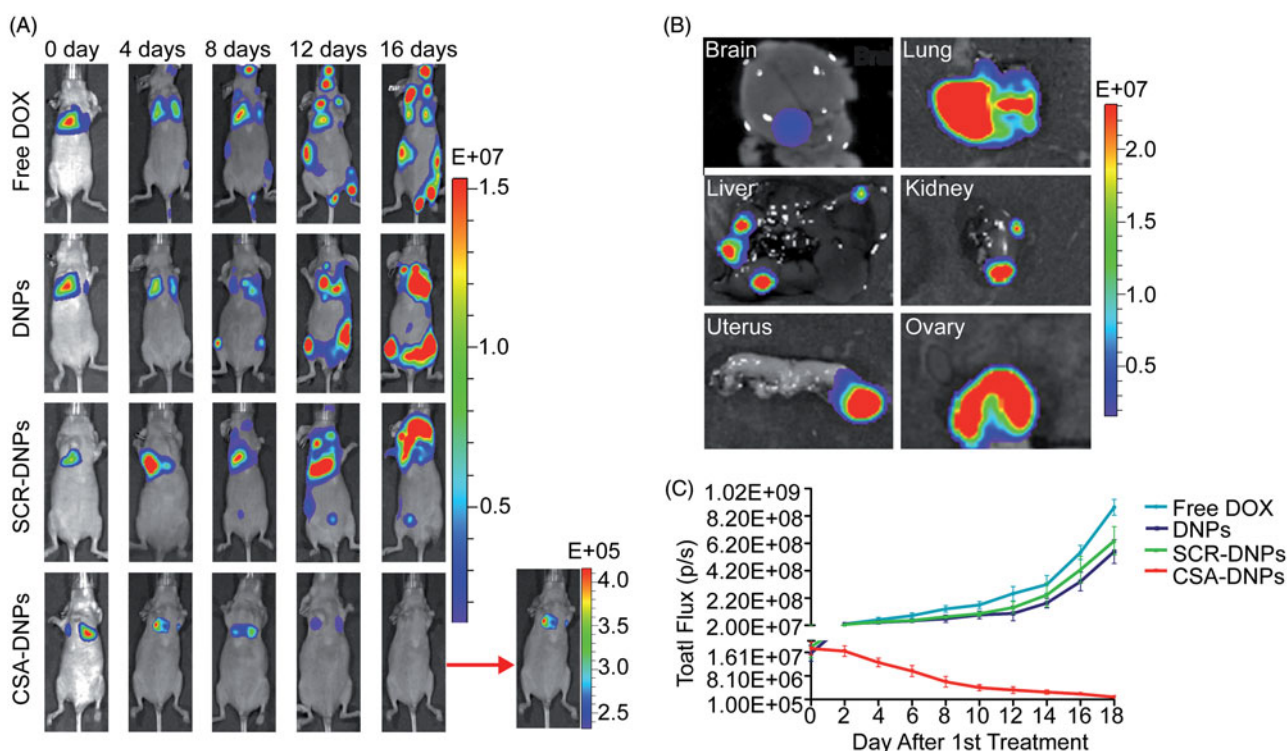 (A)
0 day 4 days 8 days 12 days 16 days
Free DOX
DNPs
SCR-DNPs
CSA-DNPs
E+07
1.5
1.0
0.5
E+05
4.0
3.5
3.0
2.5
(B)
Brain
Lung
Liver
Kidney
Uterus
Ovary
E+07
2.0
1.5
1.0
0.5
(C)
Toatl Flux (p/s)
1.02E+09
8.20E+08
6.20E+08
4.20E+08
2.20E+08
2.00E+07
1.61E+07
8.10E+06
1.00E+05
0 2 4 6 8 10 12 14 16 18
Day After 1st Treatment
Free DOX
DNPs
SCR-DNPs
CSA-DNPs